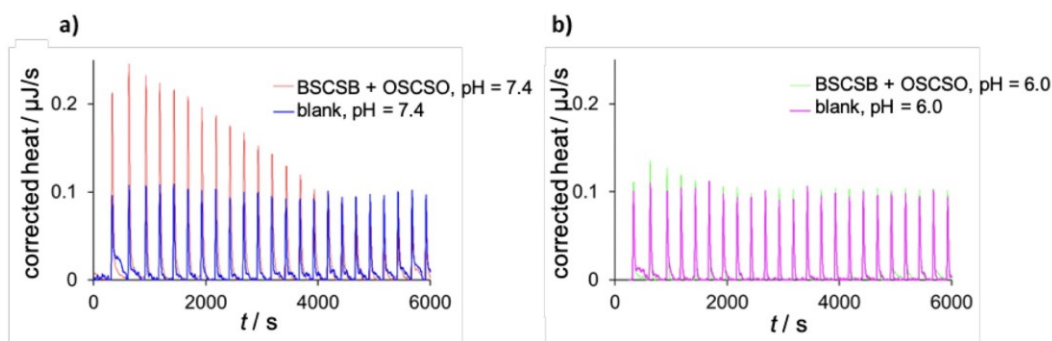 a)
corrected heat / µJ/s
0.2
0.1
0
BSCSB + OSCSO, pH = 7.4
blank, pH = 7.4
0 2000 4000 6000
t / s
b)
corrected heat / µJ/s
0.2
0.1
0
BSCSB + OSCSO, pH = 6.0
blank, pH = 6.0
0 2000 4000 6000
t / s